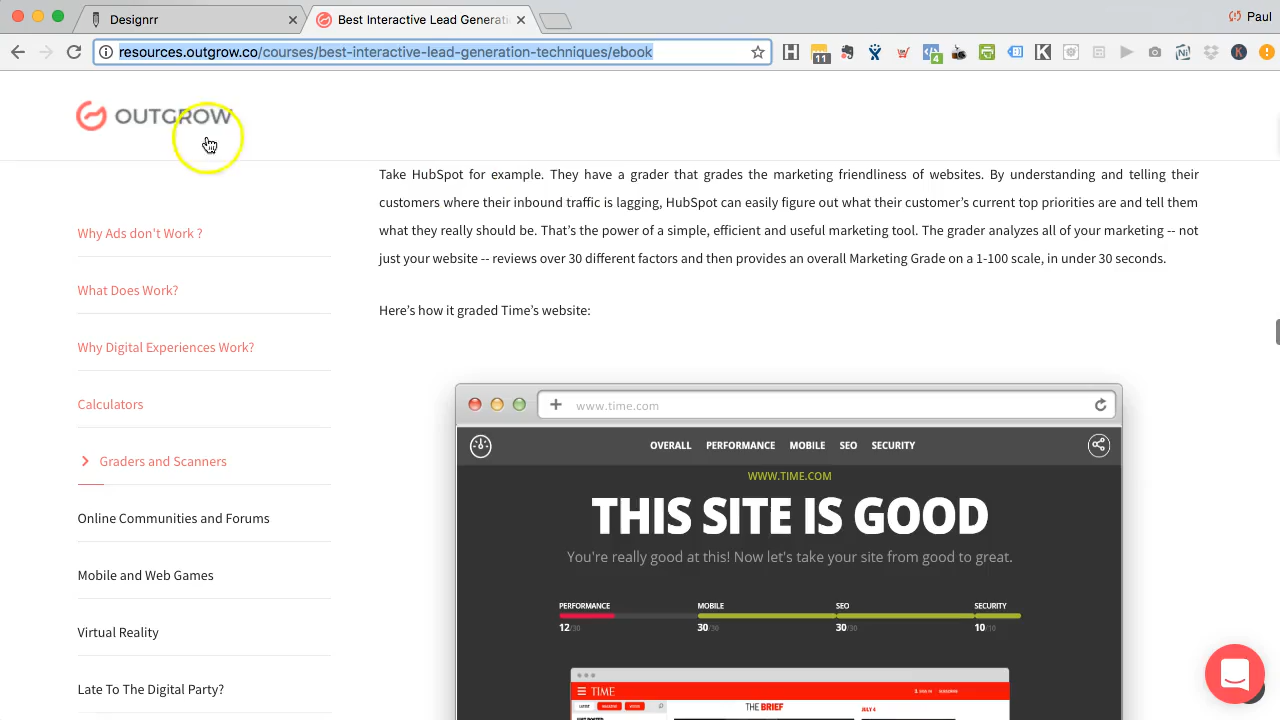 Designrr
Best Interactive Lead Generati
Paul
resources.outgrow.co/courses/best-interactive-lead-generation-techniques/ebook
11
4
OUTGROW
Take HubSpot for example. They have a grader that grades the marketing friendliness of websites. By understanding and telling their
customers where their inbound traffic is lagging, HubSpot can easily figure out what their customer's current top priorities are and tell them
what they really should be. That's the power of a simple, efficient and useful marketing tool. The grader analyzes all of your marketing -- not
just your website -- reviews over 30 different factors and then provides an overall Marketing Grade on a 1-100 scale, in under 30 seconds.
Here's how it graded Time's website:
Why Ads don't Work ?
What Does Work?
Why Digital Experiences Work?
Calculators
Graders and Scanners
Online Communities and Forums
Mobile and Web Games
Virtual Reality
Late To The Digital Party?
www.time.com
OVERALL PERFORMANCE MOBILE SEO SECURITY
WWW.TIME.COM
THIS SITE IS GOOD
You're really good at this! Now let's take your site from good to great.
PERFORMANCE MOBILE SEO SECURITY
12/30 30/30 30/30 10/10
TIME
THE BRIEF
JULY 4